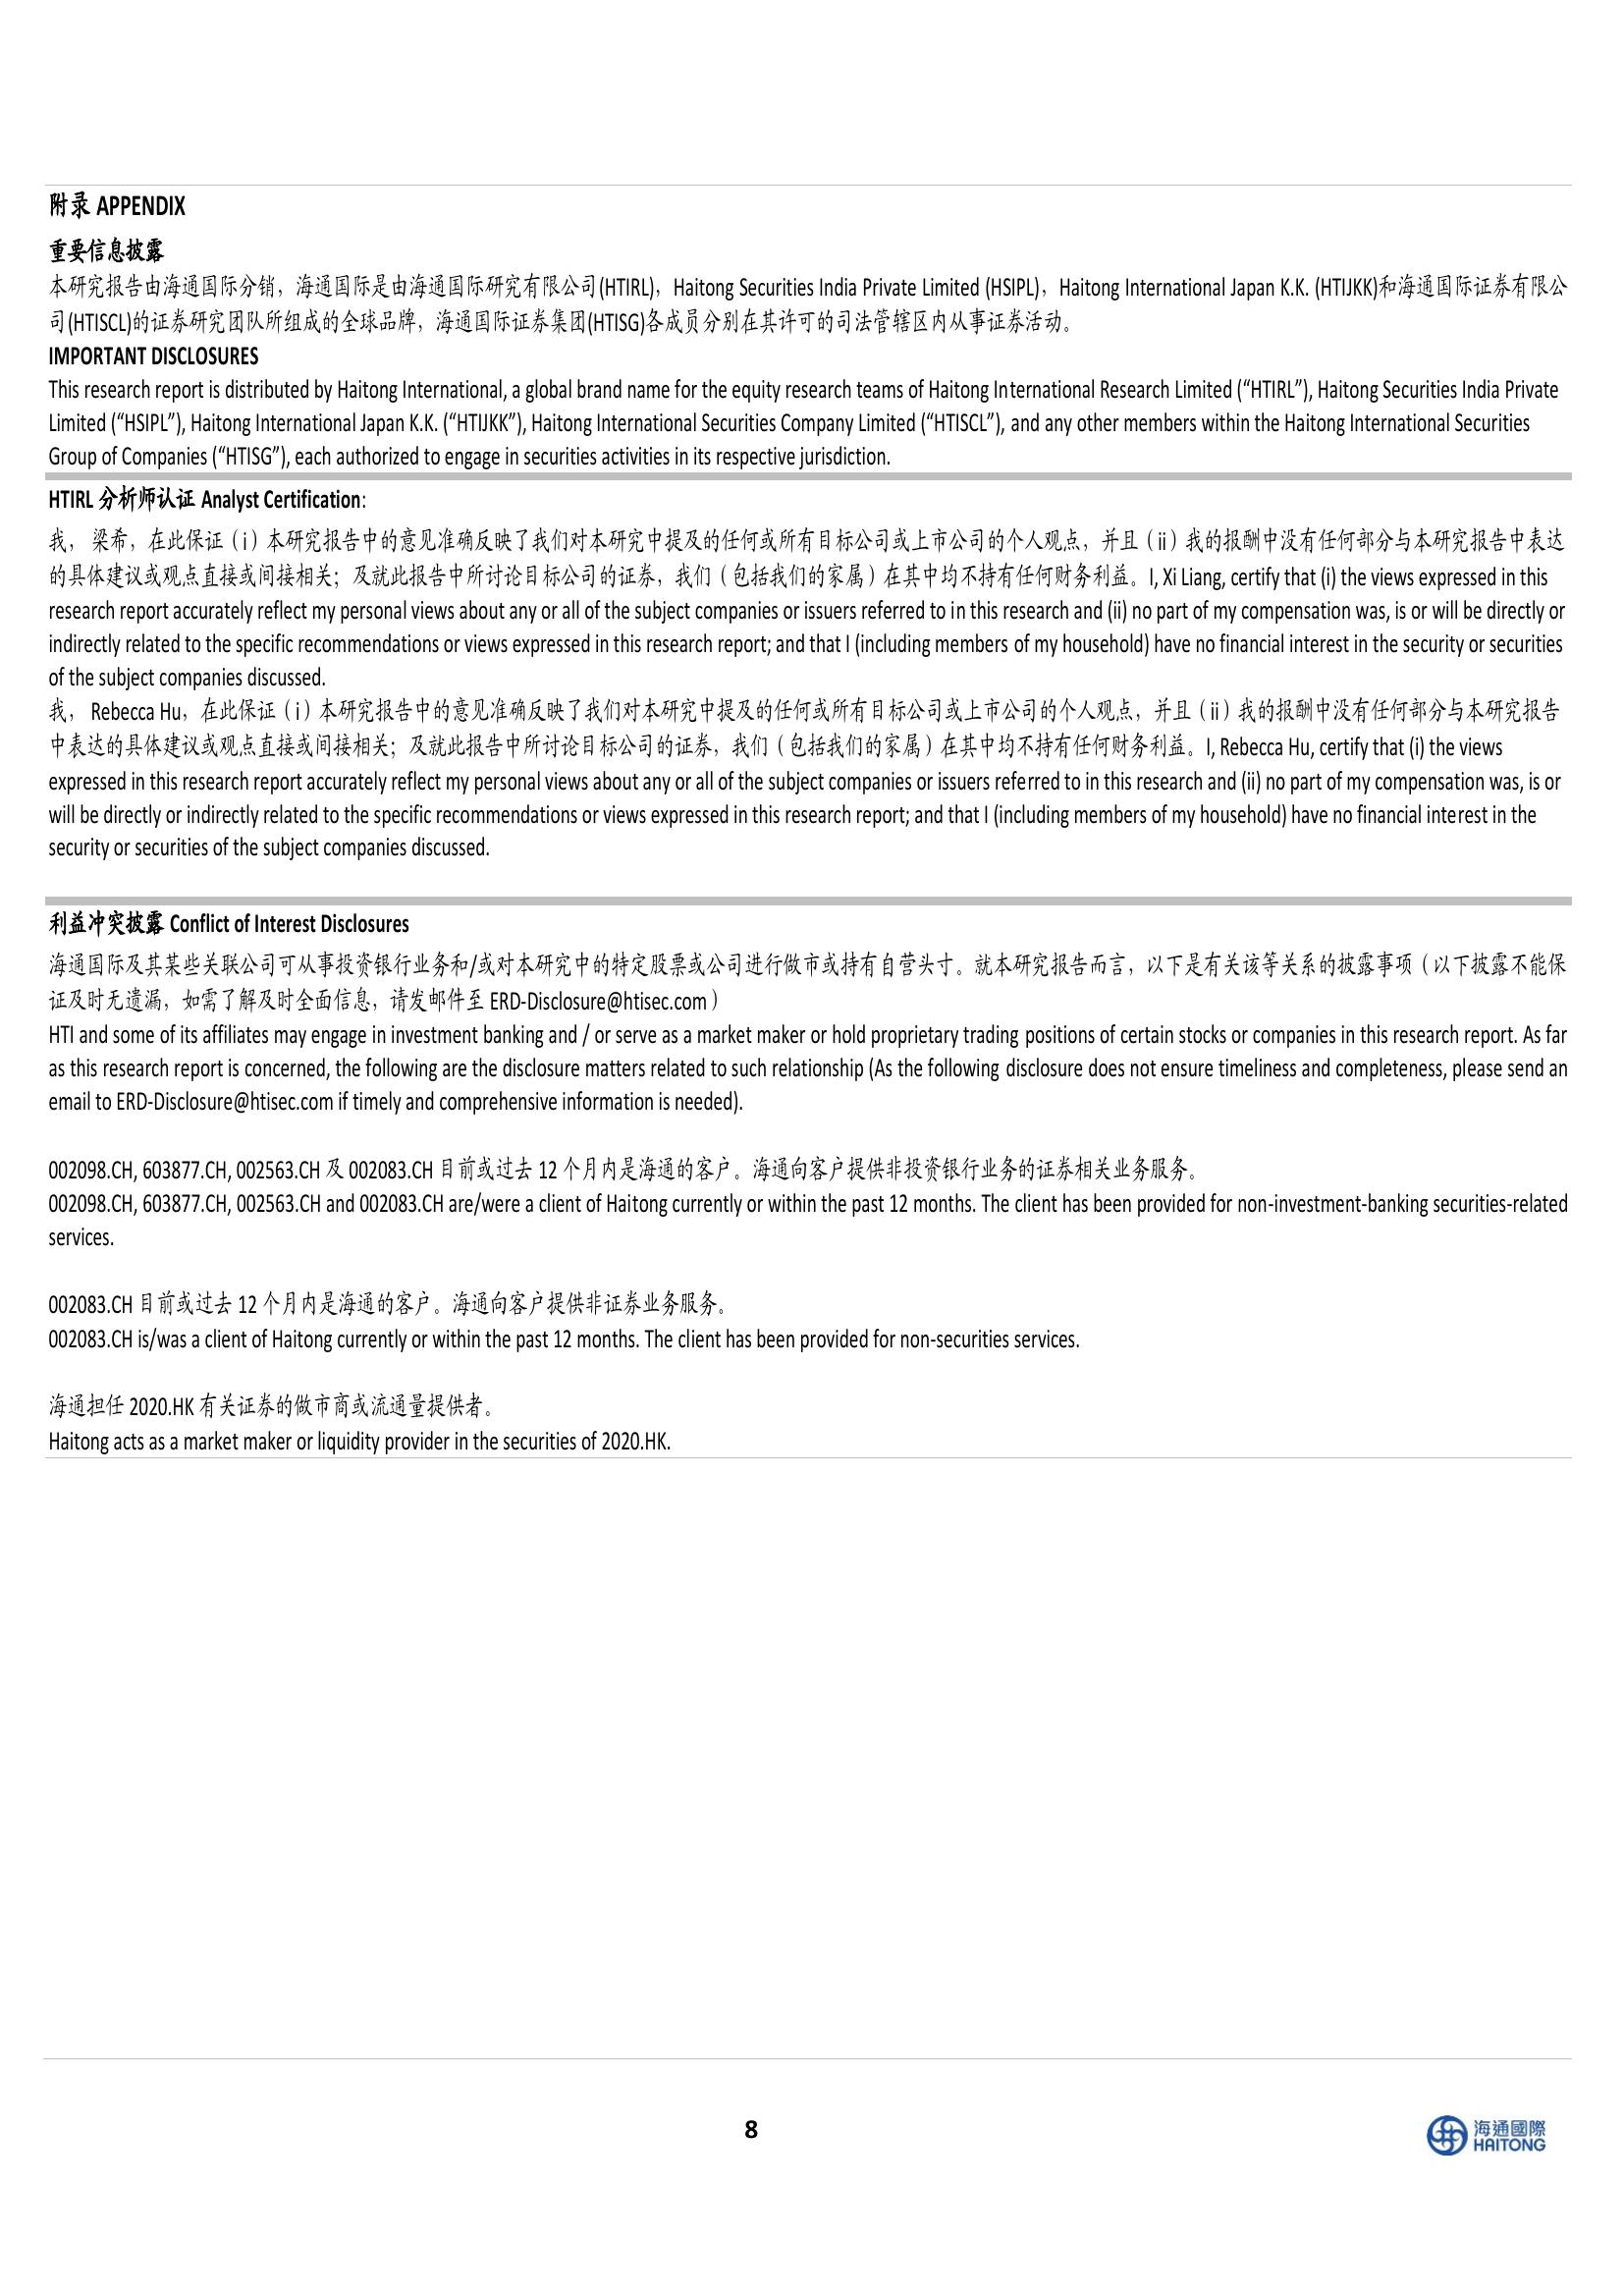 附录 APPENDIX
重要信息披露
本研究报告由海通国际分销，海通国际是由海通国际研究有限公司(HTIRL)，Haitong Securities India Private Limited (HSIPL)，Haitong International Japan K.K. (HTIJKK)和海通国际证券有限公
司(HTISCL)的证券研究团队所组成的全球品牌，海通国际证券集团(HTISG)各成员分别在其许可的司法管辖区内从事证券活动。
IMPORTANT DISCLOSURES
This research report is distributed by Haitong International, a global brand name for the equity research teams of Haitong International Research Limited (“HTIRL”), Haitong Securities India Private
Limited (“HSIPL”), Haitong International Japan K.K. (“HTIJKK”), Haitong International Securities Company Limited (“HTISCL”), and any other members within the Haitong International Securities
Group of Companies (“HTISG”), each authorized to engage in securities activities in its respective jurisdiction.
HTIRL 分析师认证 Analyst Certification:
我， 梁希，在此保证（i）本研究报告中的意见准确反映了我们对本研究中提及的任何或所有目标公司或上市公司的个人观点，并且（ii）我的报酬中没有任何部分与本研究报告中表达
的具体建议或观点直接或间接相关；及就此报告中所讨论目标公司的证券，我们（包括我们的家属）在其中均不持有任何财务利益。I, Xi Liang, certify that (i) the views expressed in this
research report accurately reflect my personal views about any or all of the subject companies or issuers referred to in this research and (ii) no part of my compensation was, is or will be directly or
indirectly related to the specific recommendations or views expressed in this research report; and that I (including members of my household) have no financial interest in the security or securities
of the subject companies discussed.
我， Rebecca Hu，在此保证（i）本研究报告中的意见准确反映了我们对本研究中提及的任何或所有目标公司或上市公司的个人观点，并且（ii）我的报酬中没有任何部分与本研究报告
中表达的具体建议或观点直接或间接相关；及就此报告中所讨论目标公司的证券，我们（包括我们的家属）在其中均不持有任何财务利益。I, Rebecca Hu, certify that (i) the views
expressed in this research report accurately reflect my personal views about any or all of the subject companies or issuers referred to in this research and (ii) no part of my compensation was, is or
will be directly or indirectly related to the specific recommendations or views expressed in this research report; and that I (including members of my household) have no financial interest in the
security or securities of the subject companies discussed.
利益冲突披露 Conflict of Interest Disclosures
海通国际及其某些关联公司可从事投资银行业务和/或对本研究中的特定股票或公司进行做市或持有自营头寸。就本研究报告而言，以下是有关该等关系的披露事项（以下披露不能保
证及时无遗漏，如需了解及时全面信息，请发邮件至 ERD-Disclosure@htisec.com）
HTI and some of its affiliates may engage in investment banking and / or serve as a market maker or hold proprietary trading positions of certain stocks or companies in this research report. As far
as this research report is concerned, the following are the disclosure matters related to such relationship (As the following disclosure does not ensure timeliness and completeness, please send an
email to ERD-Disclosure@htisec.com if timely and comprehensive information is needed).
002098.CH, 603877.CH, 002563.CH 及 002083.CH 目前或过去 12 个月内是海通的客户。海通向客户提供非投资银行业务的证券相关业务服务。
002098.CH, 603877.CH, 002563.CH and 002083.CH are/were a client of Haitong currently or within the past 12 months. The client has been provided for non-investment-banking securities-related
services.
002083.CH 目前或过去 12 个月内是海通的客户。海通向客户提供非证券业务服务。
002083.CH is/was a client of Haitong currently or within the past 12 months. The client has been provided for non-securities services.
海通担任 2020.HK 有关证券的做市商或流通量提供者。
Haitong acts as a market maker or liquidity provider in the securities of 2020.HK.
8
海通國際
HAITONG